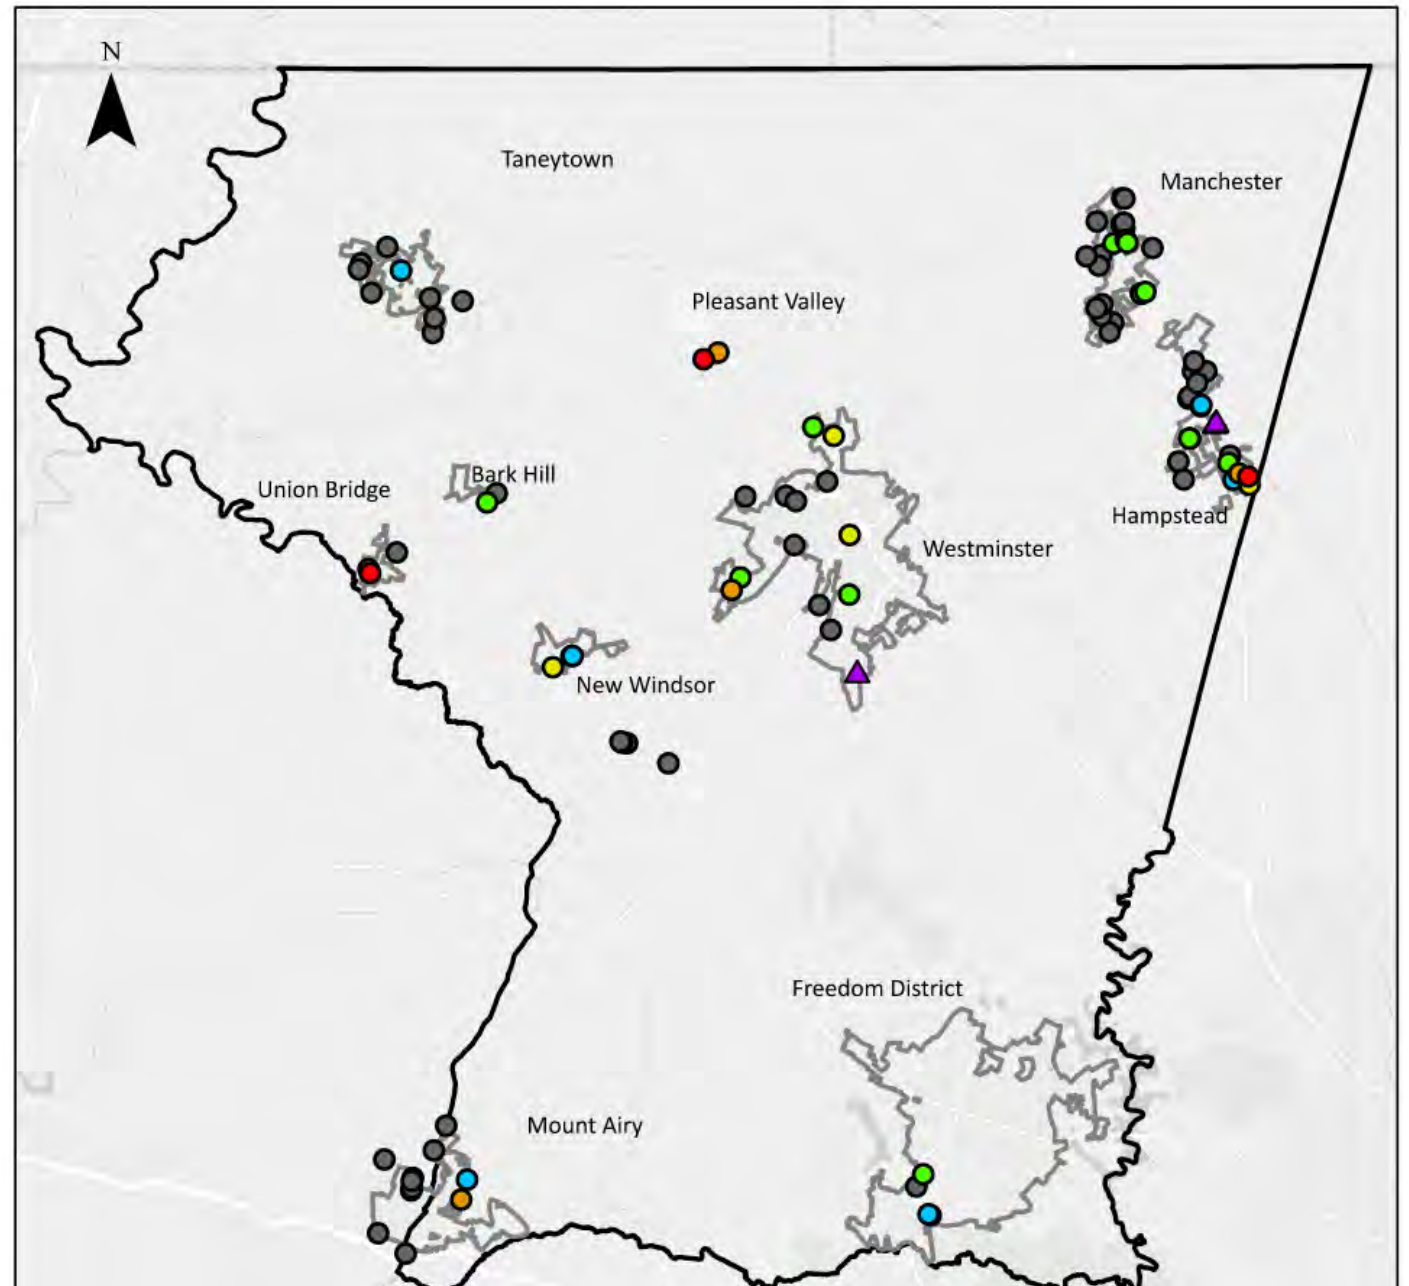 N
Taneytown
Manchester
Pleasant Valley
Bark Hill
Union Bridge
Hampstead
Westminster
New Windsor
Freedom District
Mount Airy